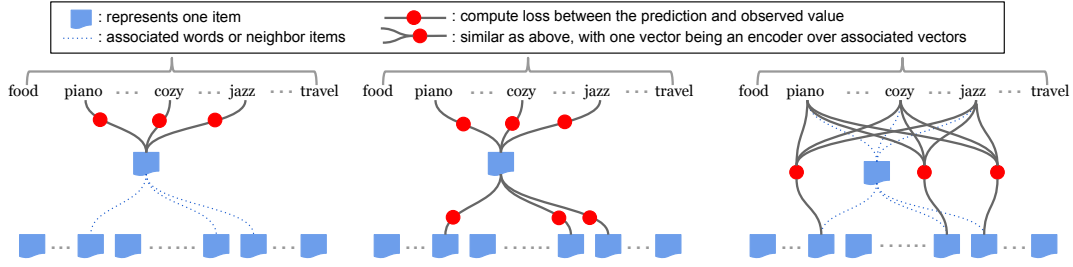 : represents one item
: compute loss between the prediction and observed value
: associated words or neighbor items
: similar as above, with one vector being an encoder over associated vectors
food piano ... cozy ... jazz ... travel
food piano ... cozy ... jazz ... travel
food piano ... cozy ... jazz ... travel